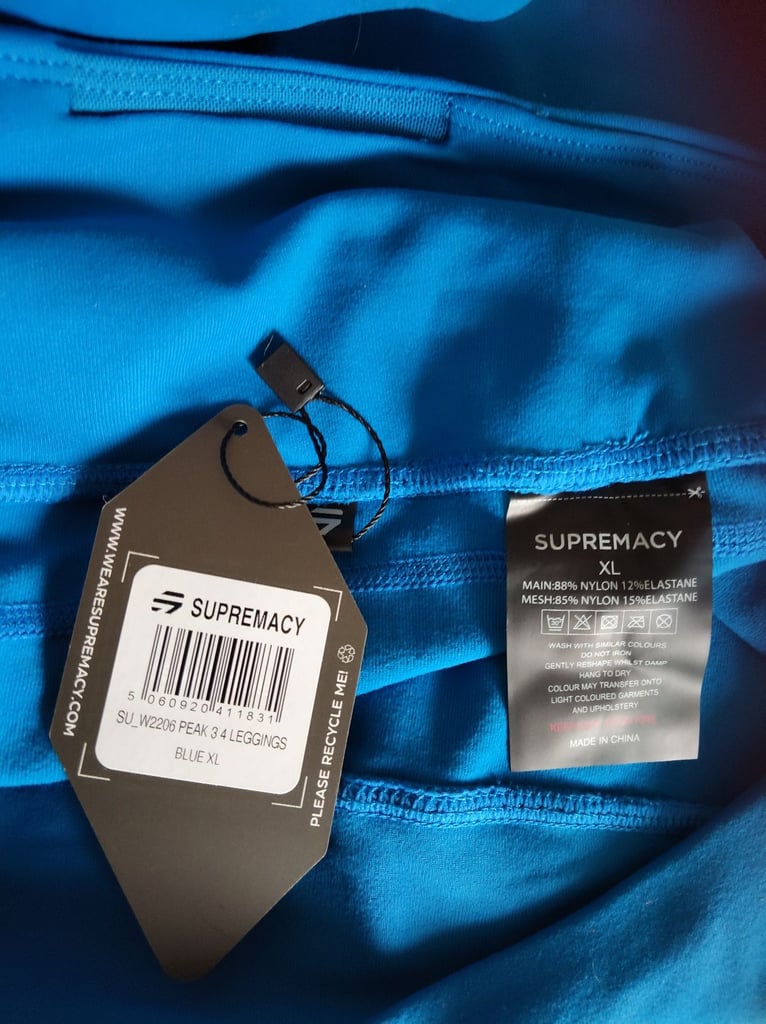 WWW.WEARESUPREMACY.COM
SUPREMACY
5 060920 411831
SU_W2206 PEAK 3 4 LEGGINGS
BLUE XL
PLEASE RECYCLE ME!
SUPREMACY
XL
MAIN:88% NYLON 12%ELASTANE
MESH:85% NYLON 15%ELASTANE
WASH WITH SIMILAR COLOURS
DO NOT IRON
GENTLY RESHAPE WHILST DAMP
HANG TO DRY
COLOUR MAY TRANSFER ONTO
LIGHT COLOURED GARMENTS
AND UPHOLSTERY
MADE IN CHINA